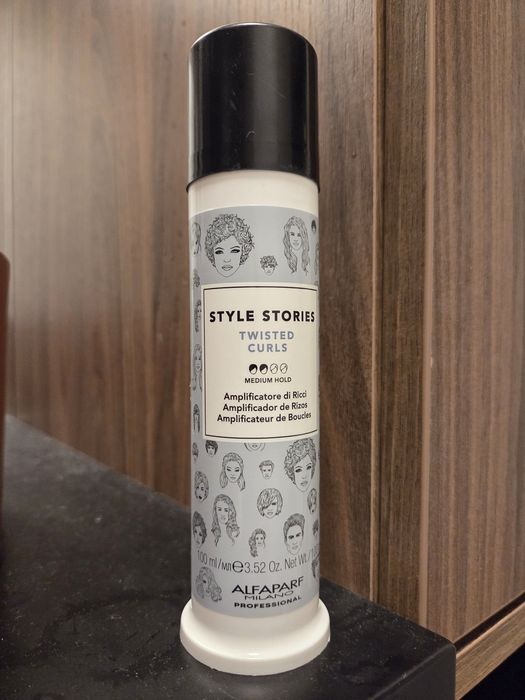 STYLE STORIES
TWISTED
CURLS
MEDIUM HOLD
Amplificatore di Ricci
Amplificador de Rizos
Amplificateur de Boucles
100 ml/мл℮3.52 Oz. Net Wt./
ALFAPARF
MILANO
PROFESSIONAL